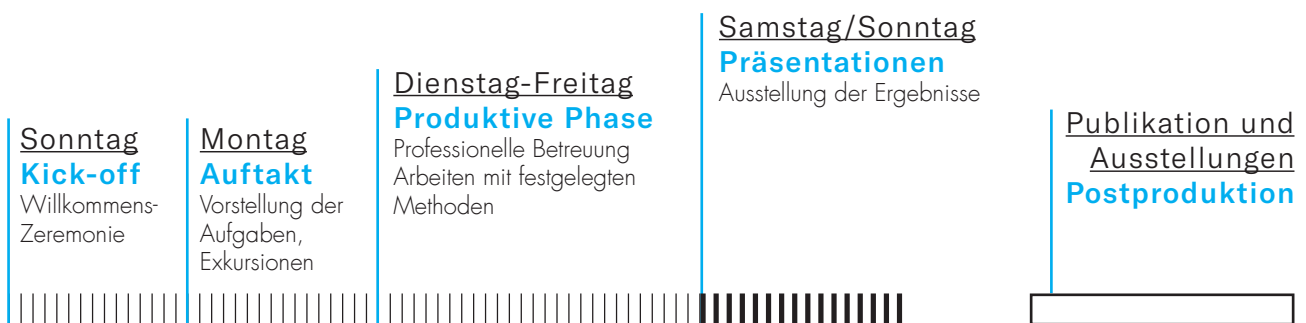 Sonntag
Kick-off
Willkommens-
Zeremonie
Montag
Auftakt
Vorstellung der
Aufgaben,
Exkursionen
Dienstag-Freitag
Produktive Phase
Professionelle Betreuung
Arbeiten mit festgelegten
Methoden
Samstag/Sonntag
Präsentationen
Ausstellung der Ergebnisse
Publikation und
Ausstellungen
Postproduktion